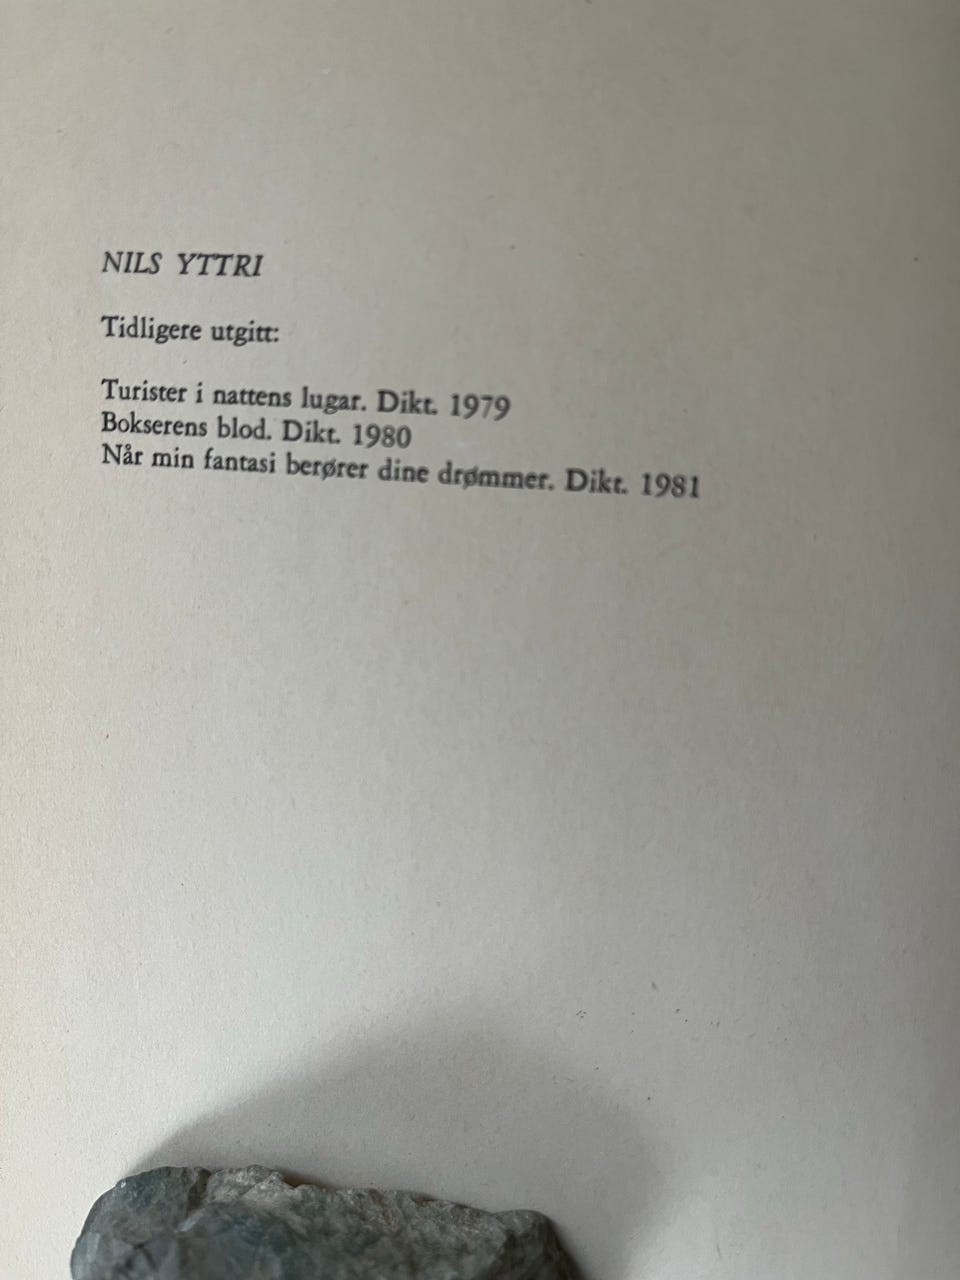 NILS YTTRI
Tidligere utgitt:
Turister i nattens lugar. Dikt. 1979
Bokserens blod. Dikt. 1980
Når min fantasi berører dine drømmer. Dikt. 1981